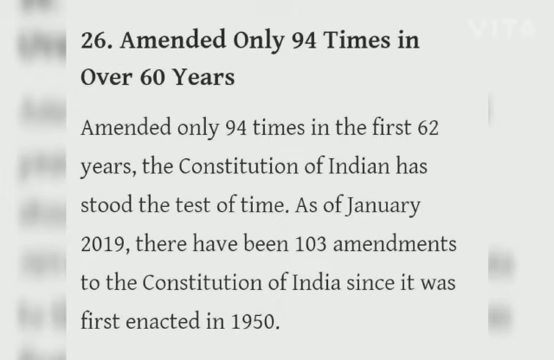 VITA
26. Amended Only 94 Times in
Over 60 Years
Amended only 94 times in the first 62
years, the Constitution of Indian has
stood the test of time. As of January
2019, there have been 103 amendments
to the Constitution of India since it was
first enacted in 1950.